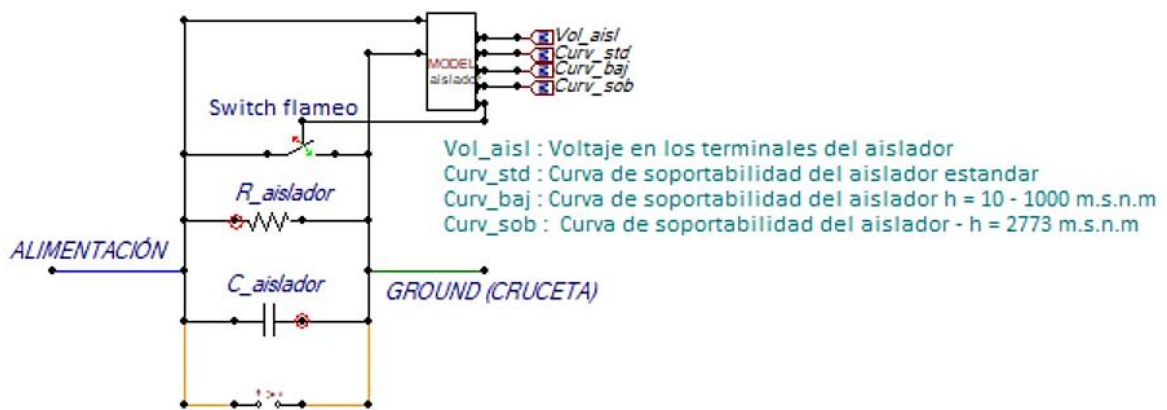 Vol_aisl
Curv_std
Curv_baj
Curv_sob
MODEL
aislador
Switch flameo
Vol_aisl : Voltaje en los terminales del aislador
Curv_std : Curva de soportabilidad del aislador estandar
Curv_baj : Curva de soportabilidad del aislador h = 10 - 1000 m.s.n.m
Curv_sob : Curva de soportabilidad del aislador - h = 2773 m.s.n.m
R_aislador
ALIMENTACIÓN
C_aislador
GROUND (CRUCETA)